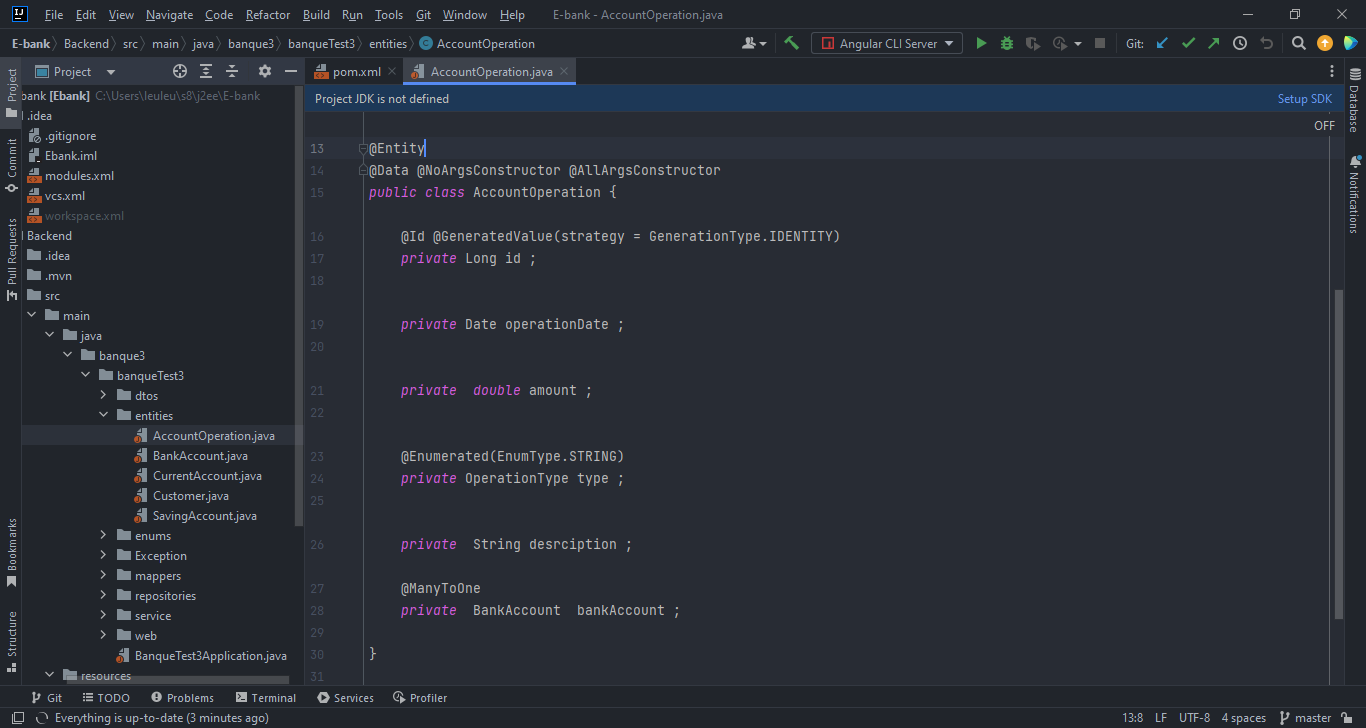 File Edit View Navigate Code Refactor Build Run Tools Git Window Help E-bank - AccountOperation.java
E-bank Backend src main java banque3 banqueTest3 entities AccountOperation Angular CLI Server Git:
Project pom.xml AccountOperation.java
Project JDK is not defined Setup SDK
OFF
Project
Commit
Pull Requests
Bookmarks
Structure
Database
Notifications
bank [Ebank] C:\Users\leuleu\s8\j2ee\E-bank
.idea
.gitignore
Ebank.iml
modules.xml
vcs.xml
workspace.xml
Backend
.idea
.mvn
src
main
java
banque3
banqueTest3
dtos
entities
AccountOperation.java
BankAccount.java
CurrentAccount.java
Customer.java
SavingAccount.java
enums
Exception
mappers
repositories
service
web
BanqueTest3Application.java
resources
13 @Entity
14 @Data @NoArgsConstructor @AllArgsConstructor
15 public class AccountOperation {
16 @Id @GeneratedValue(strategy = GenerationType.IDENTITY)
17 private Long id ;
18
19 private Date operationDate ;
20
21 private  double amount ;
22
23 @Enumerated(EnumType.STRING)
24 private OperationType type ;
25
26 private  String desrciption ;
27 @ManyToOne
28 private  BankAccount  bankAccount ;
29
30 }
31
Git TODO Problems Terminal Services Profiler
Everything is up-to-date (3 minutes ago) 13:8 LF UTF-8 4 spaces master